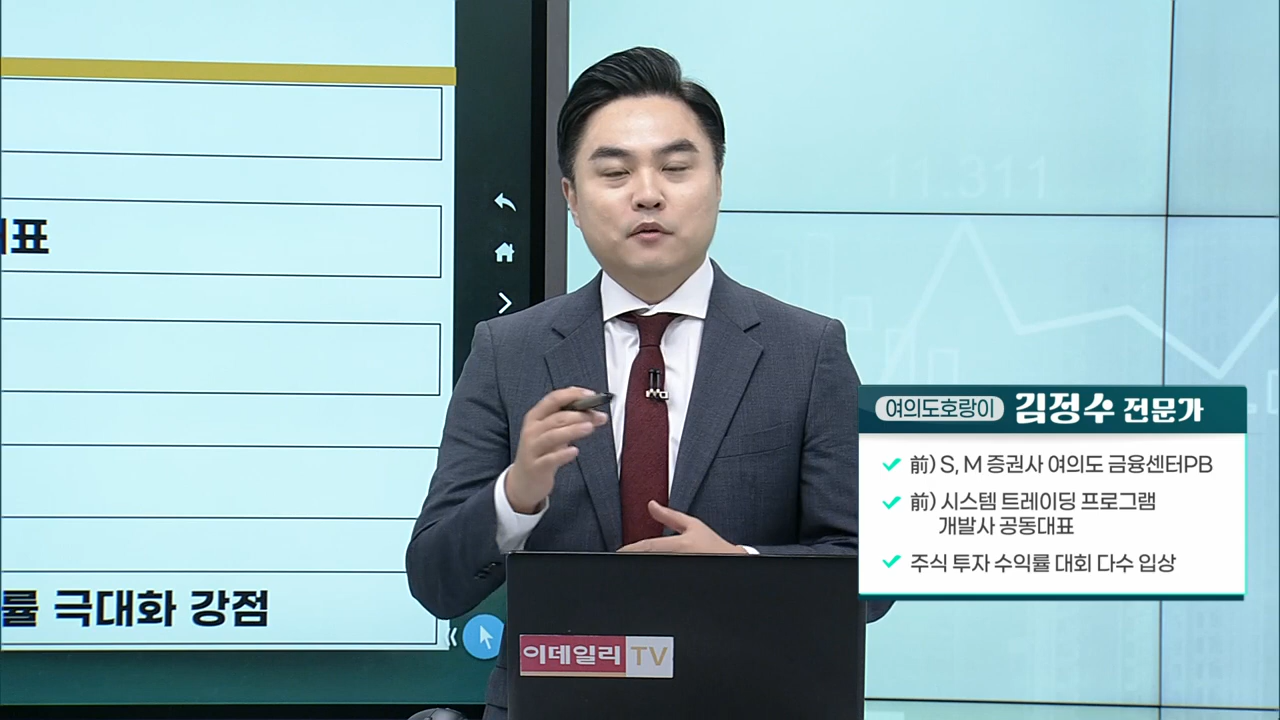 표
률 극대화 강점
11.311
여의도호랑이 김정수 전문가
前) S, M 증권사 여의도 금융센터PB
前) 시스템 트레이딩 프로그램
개발사 공동대표
주식 투자 수익률 대회 다수 입상
이데일리 TV